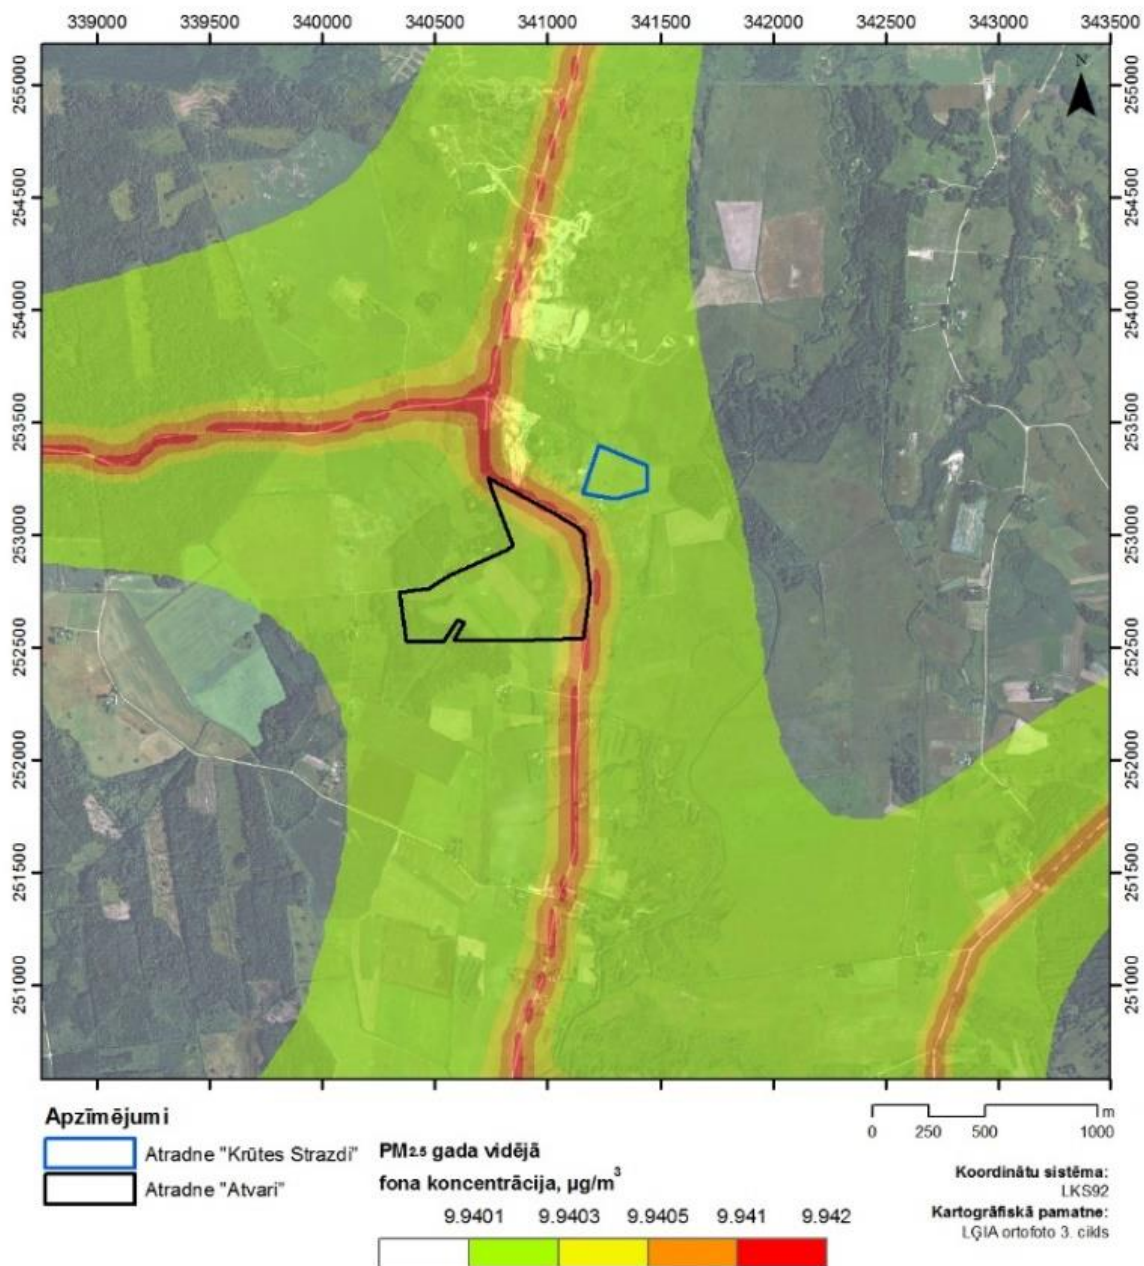 339000 339500 340000 340500 341000 341500 342000 342500 343000 343500
N
255000 255000
254500 254500
254000 254000
253500 253500
253000 253000
252500 252500
252000 252000
251500 251500
251000 251000
Apzīmējumi
Atradne "Krūtes Strazdi"
Atradne "Atvari"
PM2.5 gada vidējā
fona koncentrācija, µg/m³
9.9401 9.9403 9.9405 9.941 9.942
m
0 250 500 1000
Koordinātu sistēma:
LKS92
Kartogrāfiskā pamatne:
LĢIA ortofoto 3. cikls